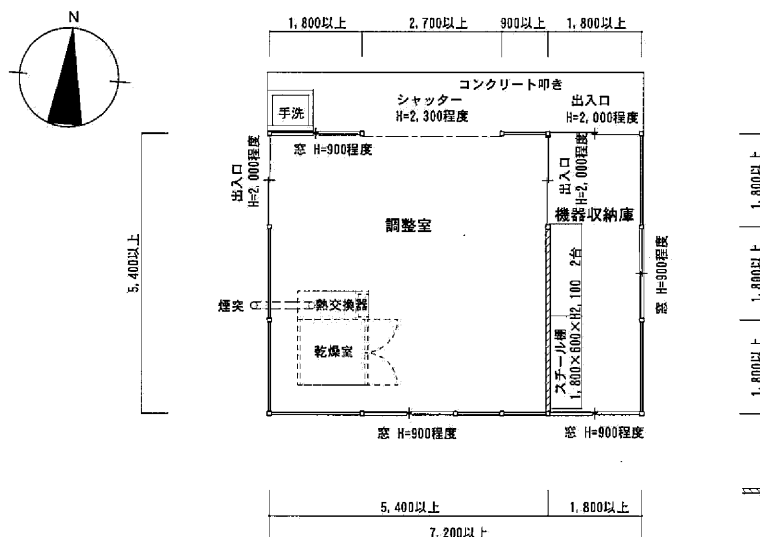 N
1,800以上
2,700以上
900以上
1,800以上
コンクリート叩き
手洗
シャッター
H=2,300程度
出入口
H=2,000程度
窓 H=900程度
出入口
H=2,000程度
出入口
H=2,000程度
調整室
機器収納庫
5,400以上
1,800以上
1,800以上
1,800以上
窓 H=900程度
煙突
熱交換器
乾燥室
スチール棚
1,800×600×H2,100 2台
窓 H=900程度
窓 H=900程度
5,400以上
1,800以上
7,200以上